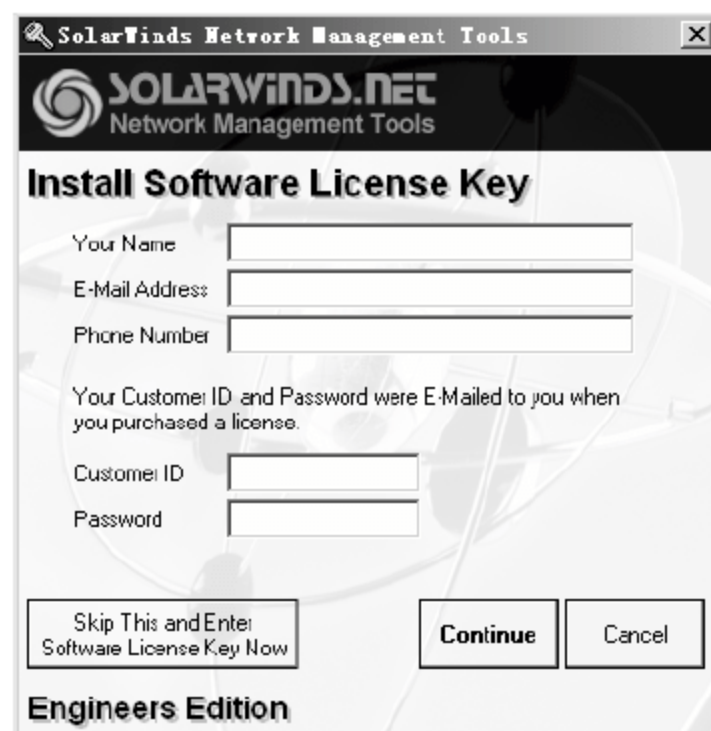 SolarWinds Network Management Tools
SOLARWINDS.NET
Network Management Tools
Install Software License Key
Your Name
E-Mail Address
Phone Number
Your Customer ID and Password were E-Mailed to you when
you purchased a license.
Customer ID
Password
Skip This and Enter
Software License Key Now
Continue
Cancel
Engineers Edition